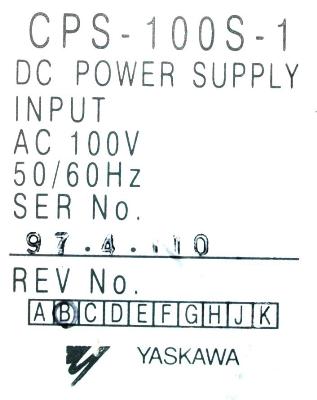 CPS-100S-1
DC POWER SUPPLY
INPUT
AC 100V
50/60Hz
SER No.
97.4.
REV No.
A B C D E F G H J K
YASKAWA